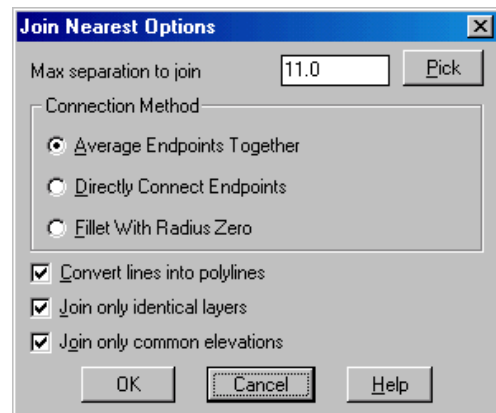 Join Nearest Options
Max separation to join 11.0 Pick
Connection Method
Average Endpoints Together
Directly Connect Endpoints
Fillet With Radius Zero
Convert lines into polylines
Join only identical layers
Join only common elevations
OK Cancel Help